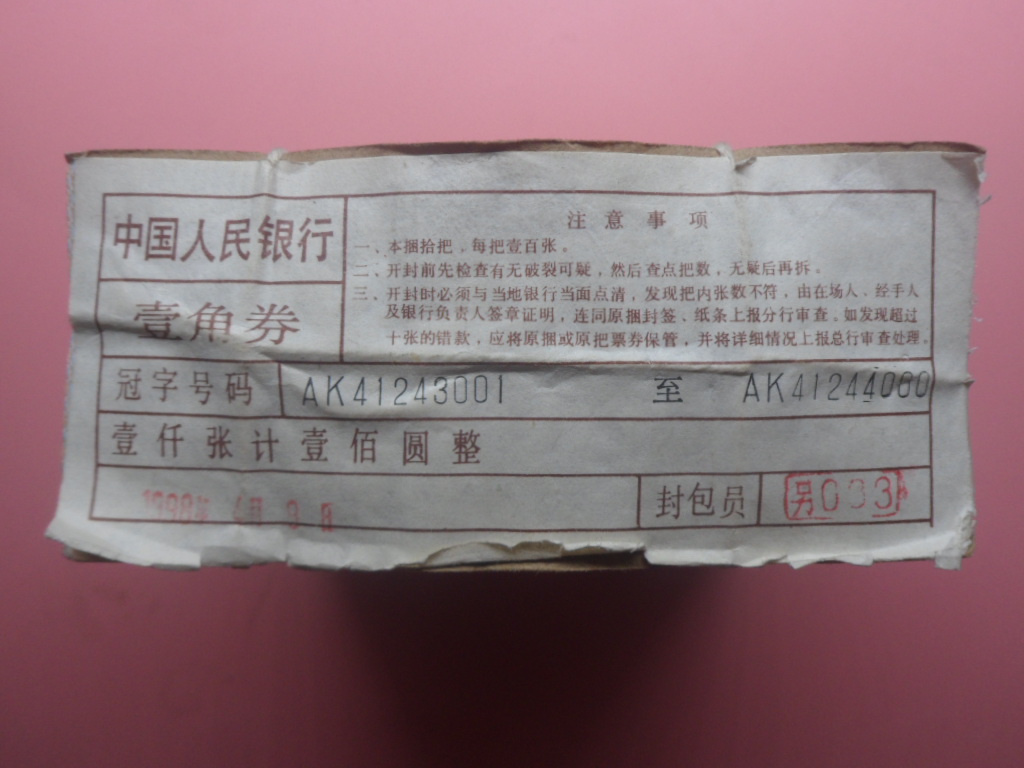 中国人民银行
壹角券
注意事项
一、本捆拾把，每把壹百张。
二、开封前先检查有无破裂可疑，然后查点把数，无疑后再拆。
三、开封时必须与当地银行当面点清，发现把内张数不符，由在场人、经手人
及银行负责人签章证明，连同原捆封签、纸条上报分行审查。如发现超过
十张的错款，应将原捆或原把票券保管，并将详细情况上报总行审查处理。
冠字号码 AK41243001 至 AK41244000
壹仟张计壹佰圆整
封包员 另003